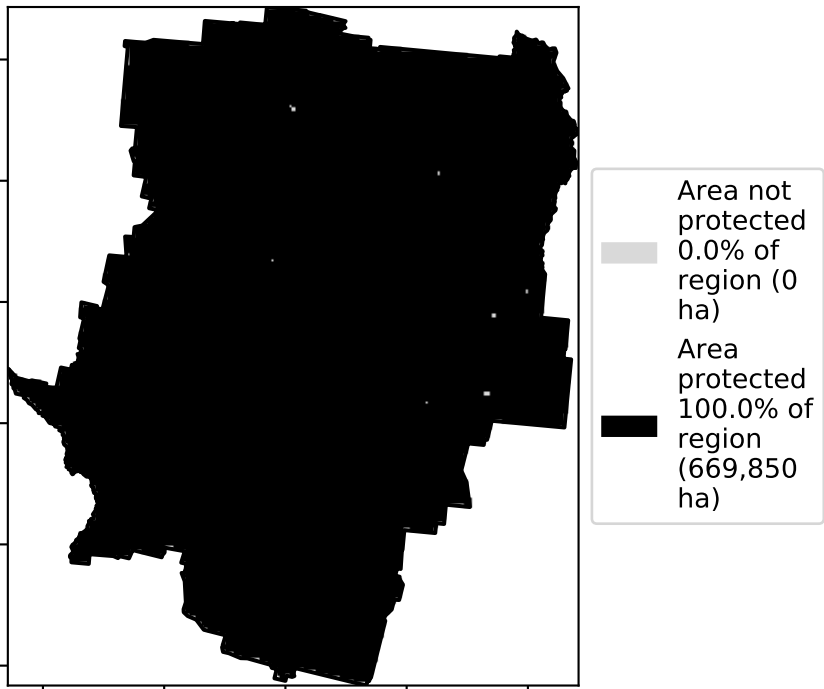 Area not
protected
0.0% of
region (0
ha)
Area
protected
100.0% of
region
(669,850
ha)